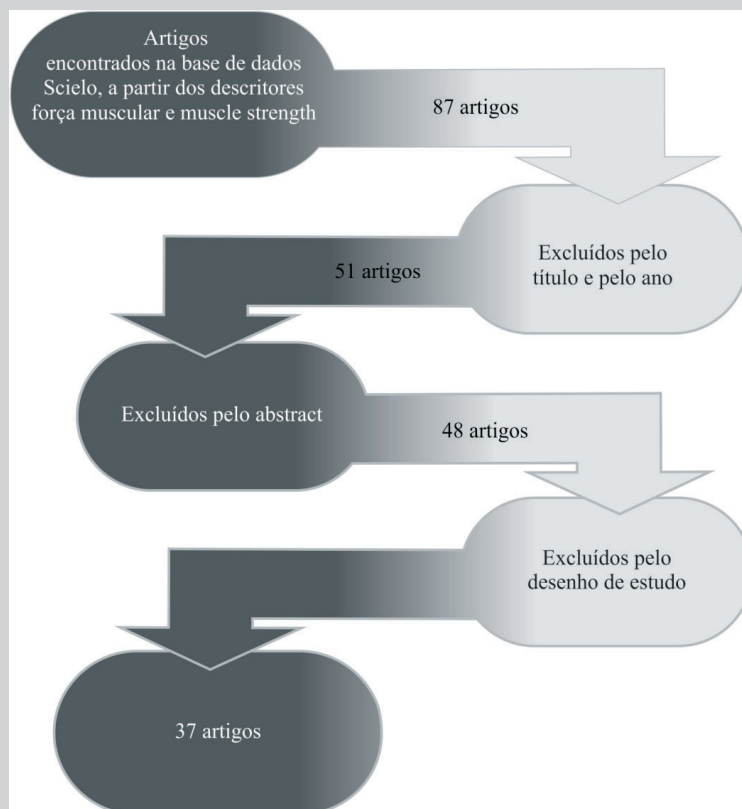 Artigos
encontrados na base de dados
Scielo, a partir dos descritores
força muscular e muscle strength
87 artigos
Excluídos pelo
título e pelo ano
51 artigos
Excluídos pelo abstract
48 artigos
Excluídos pelo
desenho de estudo
37 artigos